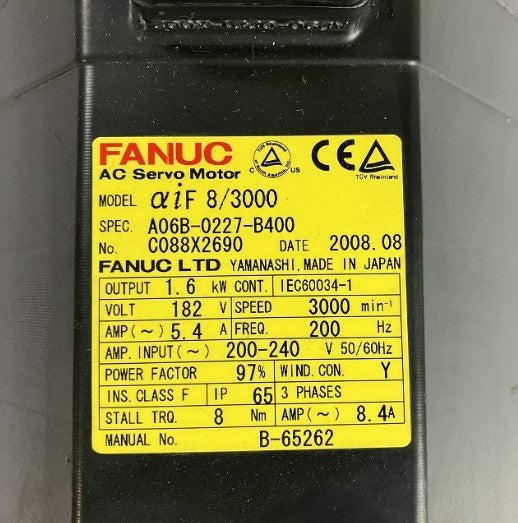 FANUC
AC Servo Motor
C US
TÜV Rheinland
MODEL αiF 8/3000
SPEC. A06B-0227-B400
No. C088X2690 DATE 2008.08
FANUC LTD YAMANASHI, MADE IN JAPAN
OUTPUT 1.6 kW CONT. IEC60034-1
VOLT 182 V SPEED 3000 min⁻¹
AMP(~) 5.4 A FREQ. 200 Hz
AMP. INPUT(~) 200-240 V 50/60Hz
POWER FACTOR 97% WIND. CON. Y
INS. CLASS F IP 65 3 PHASES
STALL TRQ. 8 Nm AMP(~) 8.4A
MANUAL No. B-65262